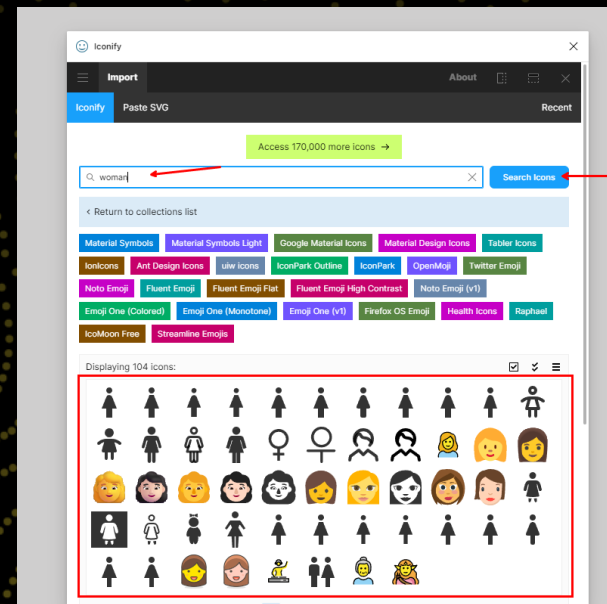 Iconify
Import About
Iconify Paste SVG Recent
Access 170,000 more icons →
woman Search Icons
‹ Return to collections list
Material Symbols Material Symbols Light Google Material Icons Material Design Icons Tabler Icons
IonIcons Ant Design Icons uiw icons IconPark Outline IconPark OpenMoji Twitter Emoji
Noto Emoji Fluent Emoji Fluent Emoji Flat Fluent Emoji High Contrast Noto Emoji (v1)
Emoji One (Colored) Emoji One (Monotone) Emoji One (v1) Firefox OS Emoji Health Icons Raphael
IcoMoon Free Streamline Emojis
Displaying 104 icons: